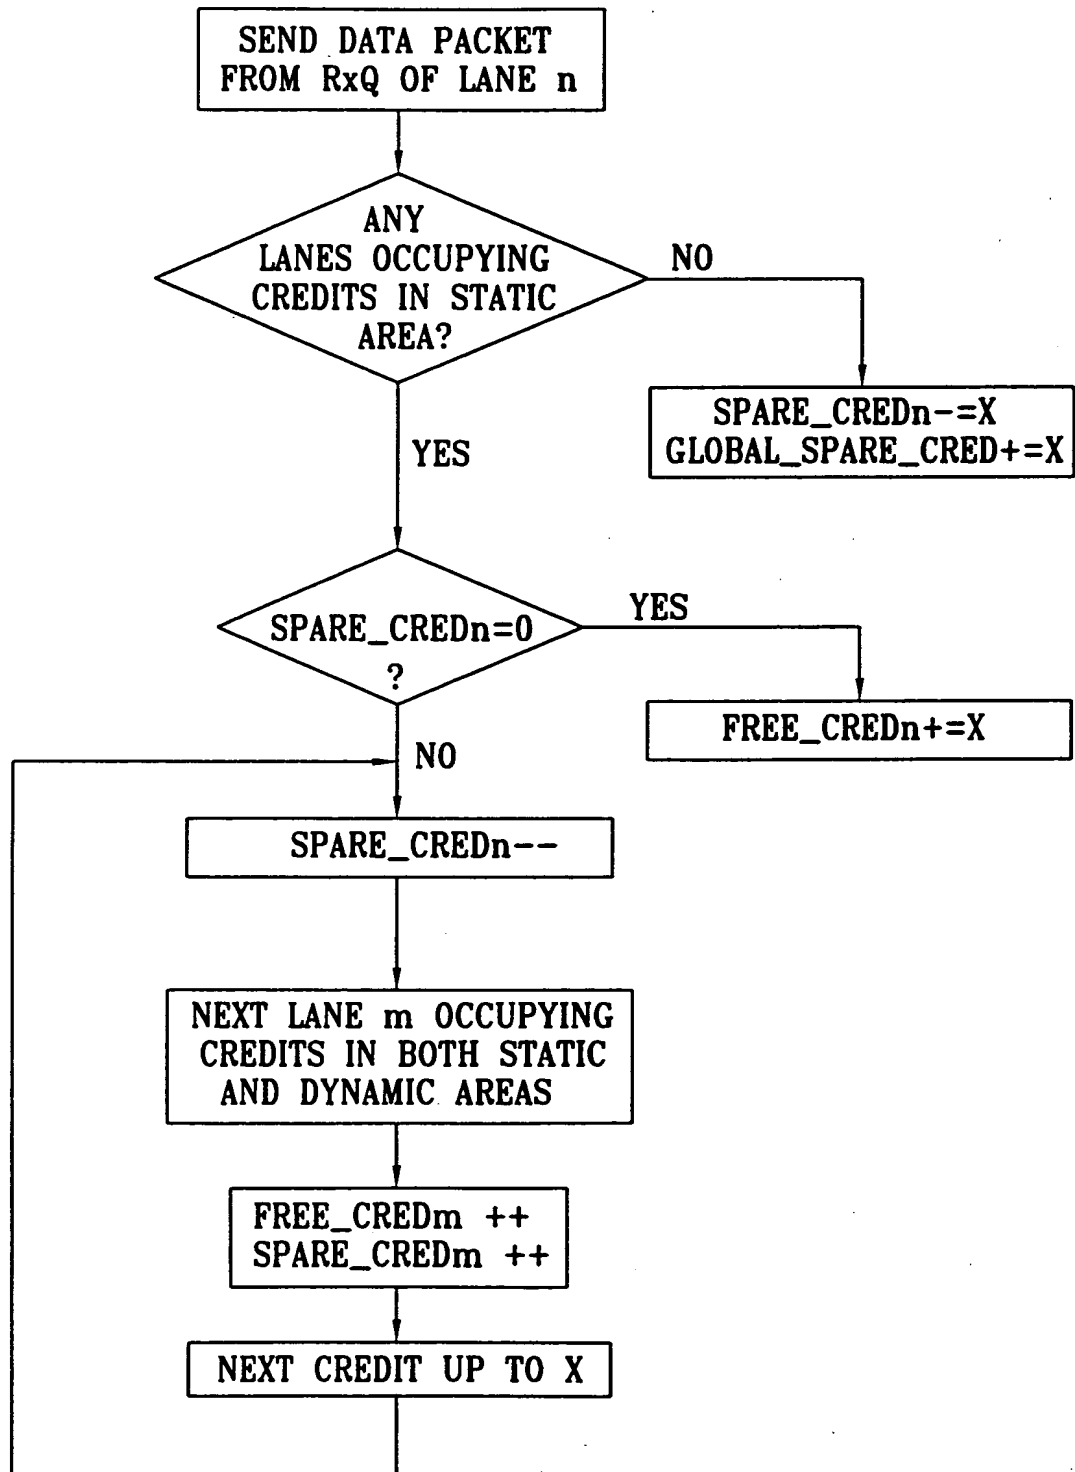 SEND DATA PACKET
FROM RxQ OF LANE n
ANY
LANES OCCUPYING
CREDITS IN STATIC
AREA?
NO
SPARE_CREDn-=X
GLOBAL_SPARE_CRED+=X
YES
SPARE_CREDn=0
?
YES
FREE_CREDn+=X
NO
SPARE_CREDn--
NEXT LANE m OCCUPYING
CREDITS IN BOTH STATIC
AND DYNAMIC AREAS
FREE_CREDm ++
SPARE_CREDm ++
NEXT CREDIT UP TO X